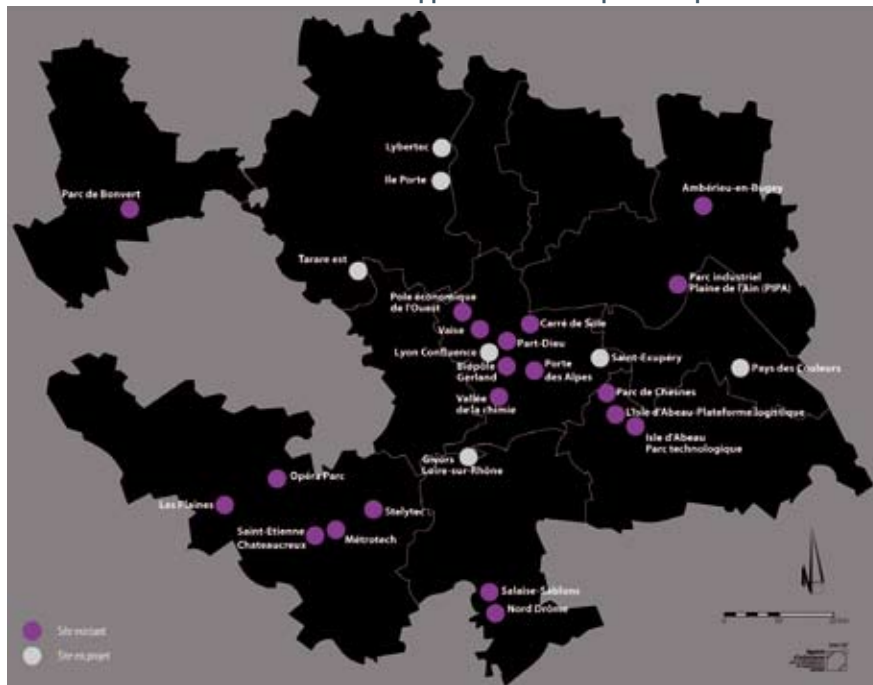 Lybertec
Ile Porte
Parc de Bonvert
Ambérieu-en-Bugey
Tarare est
Parc industriel
Plaine de l'Ain (PIPA)
Pole économique
de l'Ouest
Carré de Soie
Vaise
Part-Dieu
Lyon Confluence
Saint-Exupéry
Biopôle
Gerland
Porte
des Alpes
Pays des Couleurs
Vallée
de la chimie
Parc de Chesnes
L'Isle d'Abeau-Plateforme logistique
Isle d'Abeau
Parc technologique
Givors
Loire-sur-Rhône
Opéra Parc
Les Plaines
Stelytec
Saint-Etienne
Chateaucreux
Métrotech
Salaise-Sablons
Nord Drôme
Site existant
Site en projet